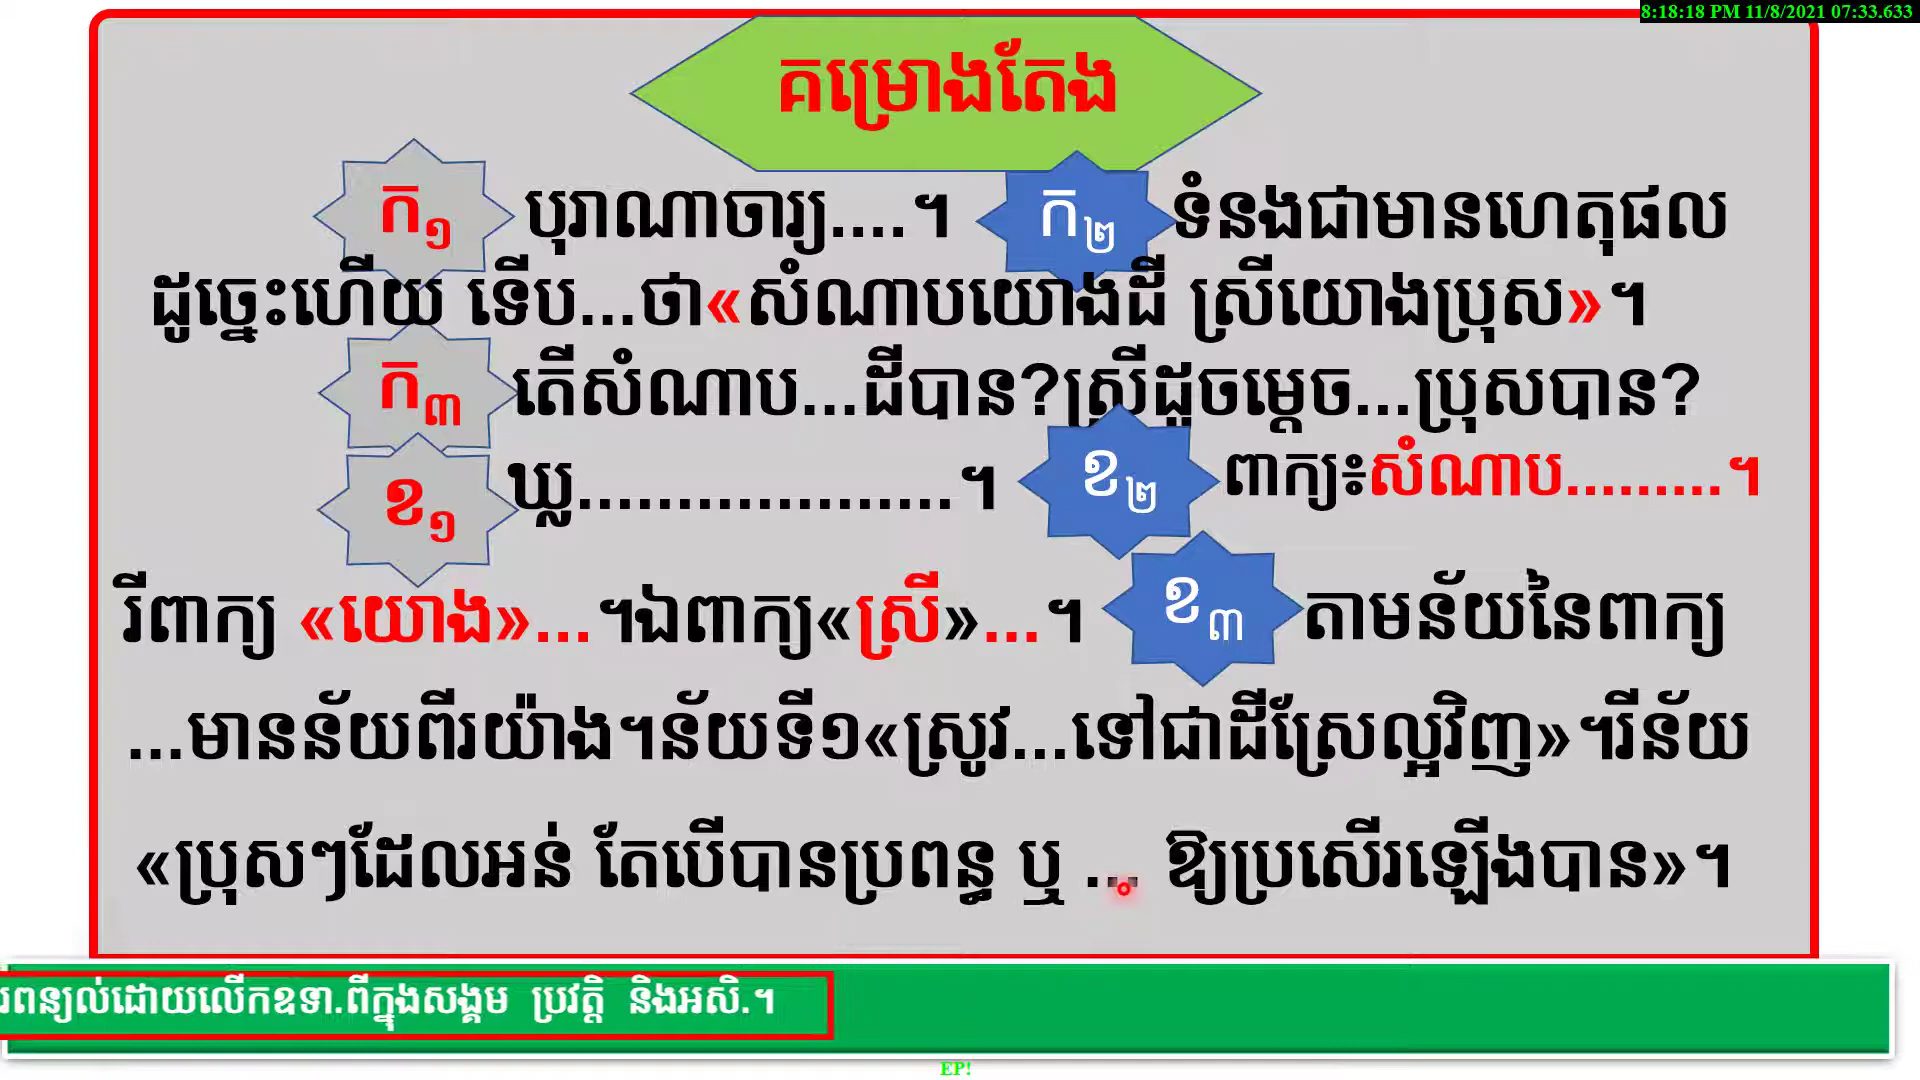 8:18:18 PM 11/8/2021 07:33.633
គម្រោងតែង
ក១ បុរាណាចារ្យ....។ ក២ ទំនងជាមានហេតុផល
ដូច្នេះហើយ ទើប...ថា«សំណាបយោងដី ស្រីយោងប្រុស»។
ក៣ តើសំណាប...ដីបាន?ស្រីដូចម្ដេច...ប្រុសបាន?
ខ១ ឃ្លូ...................។ ខ២ ពាក្យ៖សំណាប.........។
រីពាក្យ «យោង»...។ឯពាក្យ«ស្រី»...។ ខ៣ តាមន័យនៃពាក្យ
...មានន័យពីរយ៉ាង។ន័យទី១«ស្រូវ...ទៅជាដីស្រែល្អវិញ»។រីន័យ
«ប្រុសៗដែលអន់ តែបើបានប្រពន្ធ ឬ ... ឱ្យប្រសើរឡើងបាន»។
រពន្យល់ដោយលើកឧទា.ពីក្នុងសង្គម ប្រវត្តិ និងអសិ.។
EP!